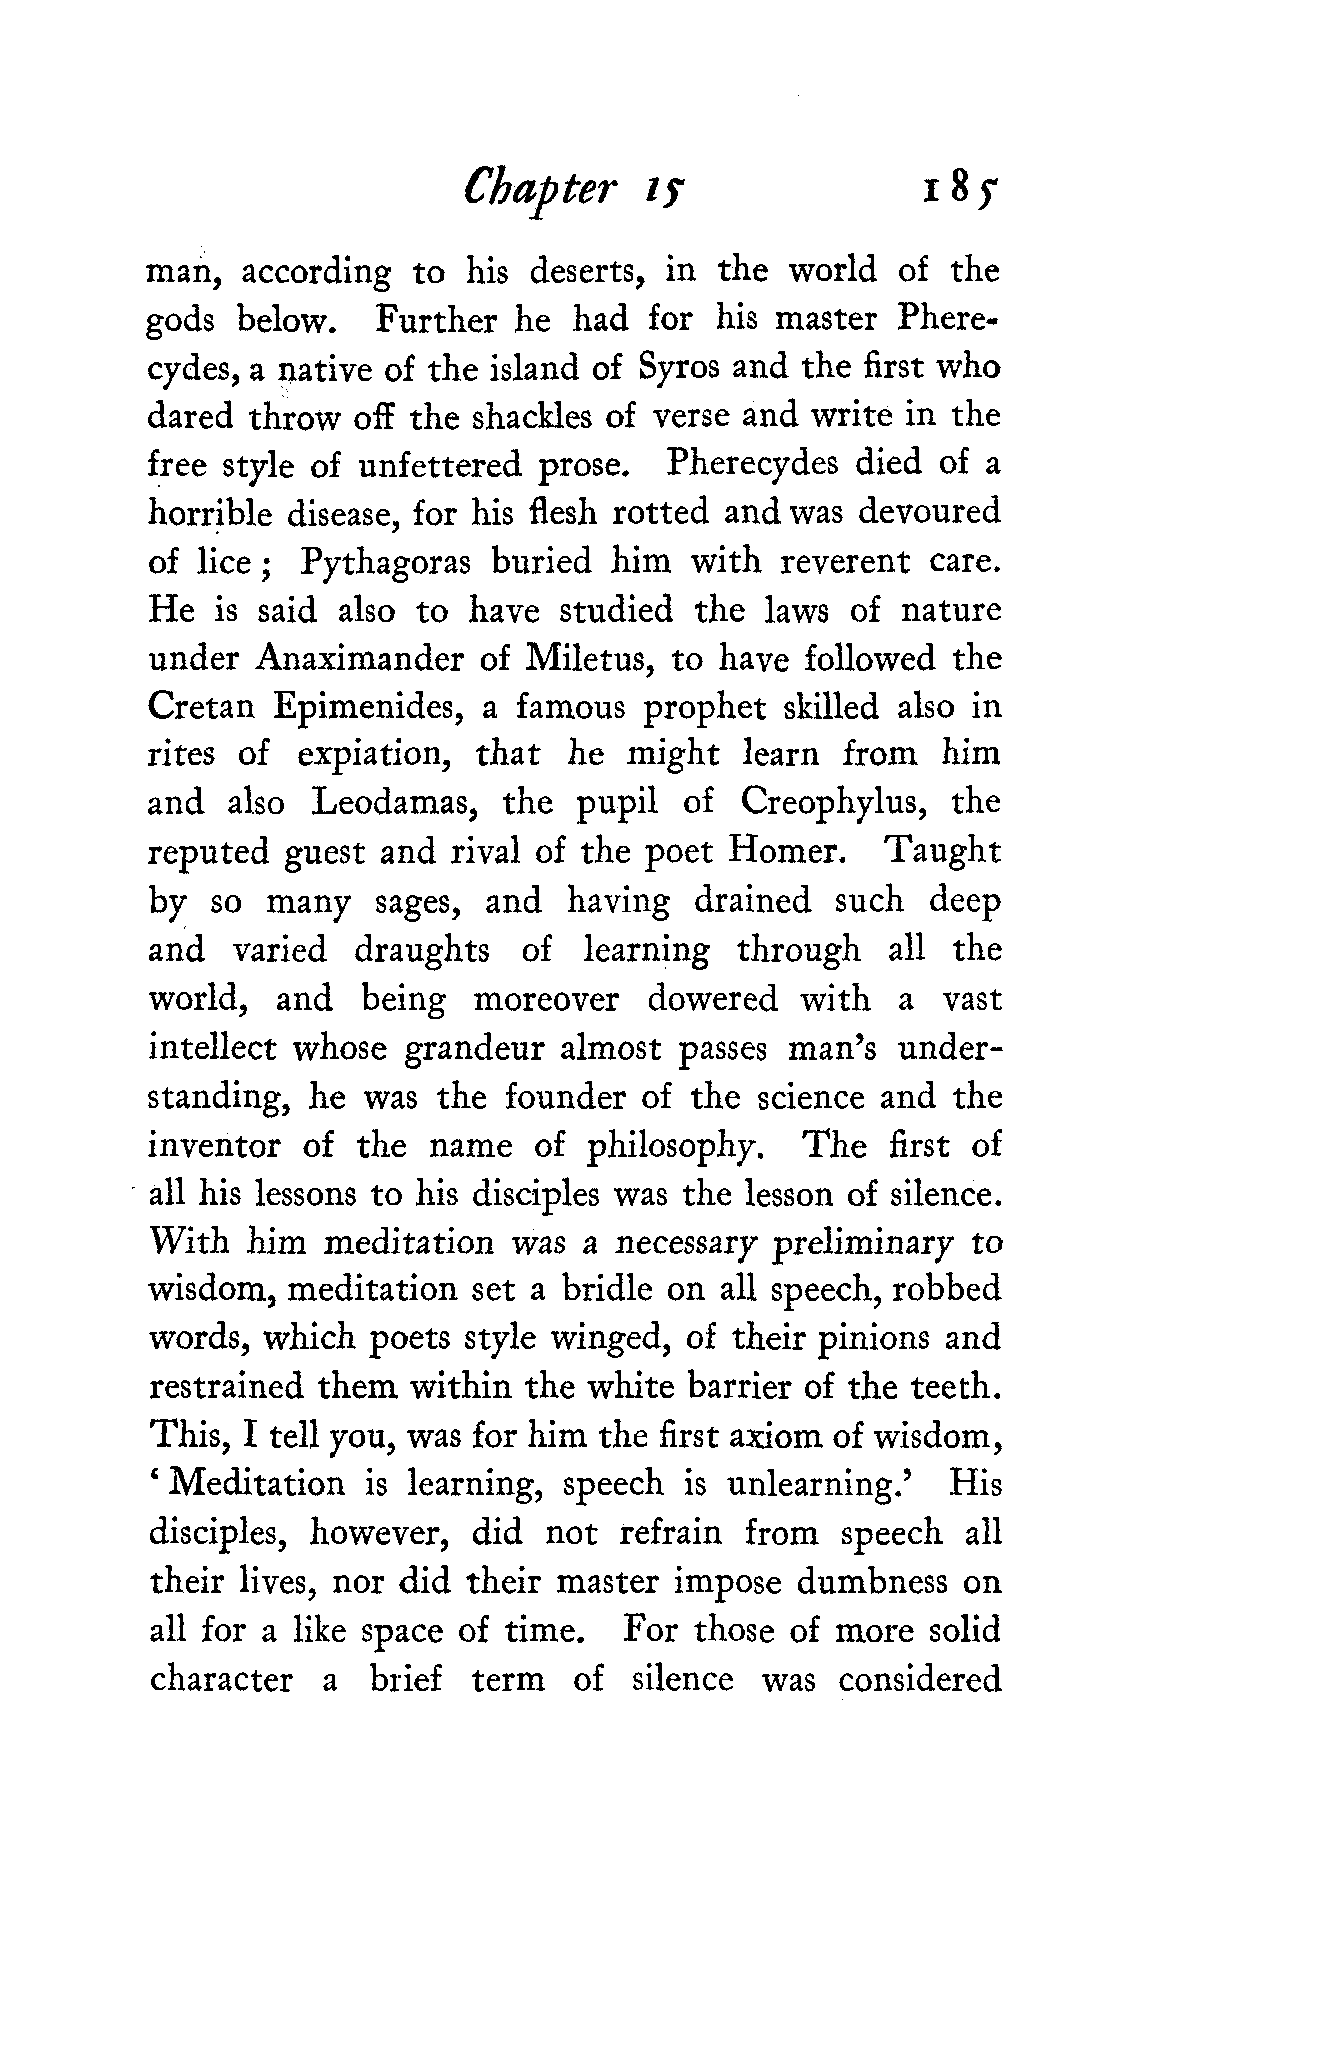 Chapter 15 185
man, according to his deserts, in the world of the
gods below. Further he had for his master Phere-
cydes, a native of the island of Syros and the first who
dared throw off the shackles of verse and write in the
free style of unfettered prose. Pherecydes died of a
horrible disease, for his flesh rotted and was devoured
of lice ; Pythagoras buried him with reverent care.
He is said also to have studied the laws of nature
under Anaximander of Miletus, to have followed the
Cretan Epimenides, a famous prophet skilled also in
rites of expiation, that he might learn from him
and also Leodamas, the pupil of Creophylus, the
reputed guest and rival of the poet Homer. Taught
by so many sages, and having drained such deep
and varied draughts of learning through all the
world, and being moreover dowered with a vast
intellect whose grandeur almost passes man's under-
standing, he was the founder of the science and the
inventor of the name of philosophy. The first of
all his lessons to his disciples was the lesson of silence.
With him meditation was a necessary preliminary to
wisdom, meditation set a bridle on all speech, robbed
words, which poets style winged, of their pinions and
restrained them within the white barrier of the teeth.
This, I tell you, was for him the first axiom of wisdom,
‘ Meditation is learning, speech is unlearning.’ His
disciples, however, did not refrain from speech all
their lives, nor did their master impose dumbness on
all for a like space of time. For those of more solid
character a brief term of silence was considered